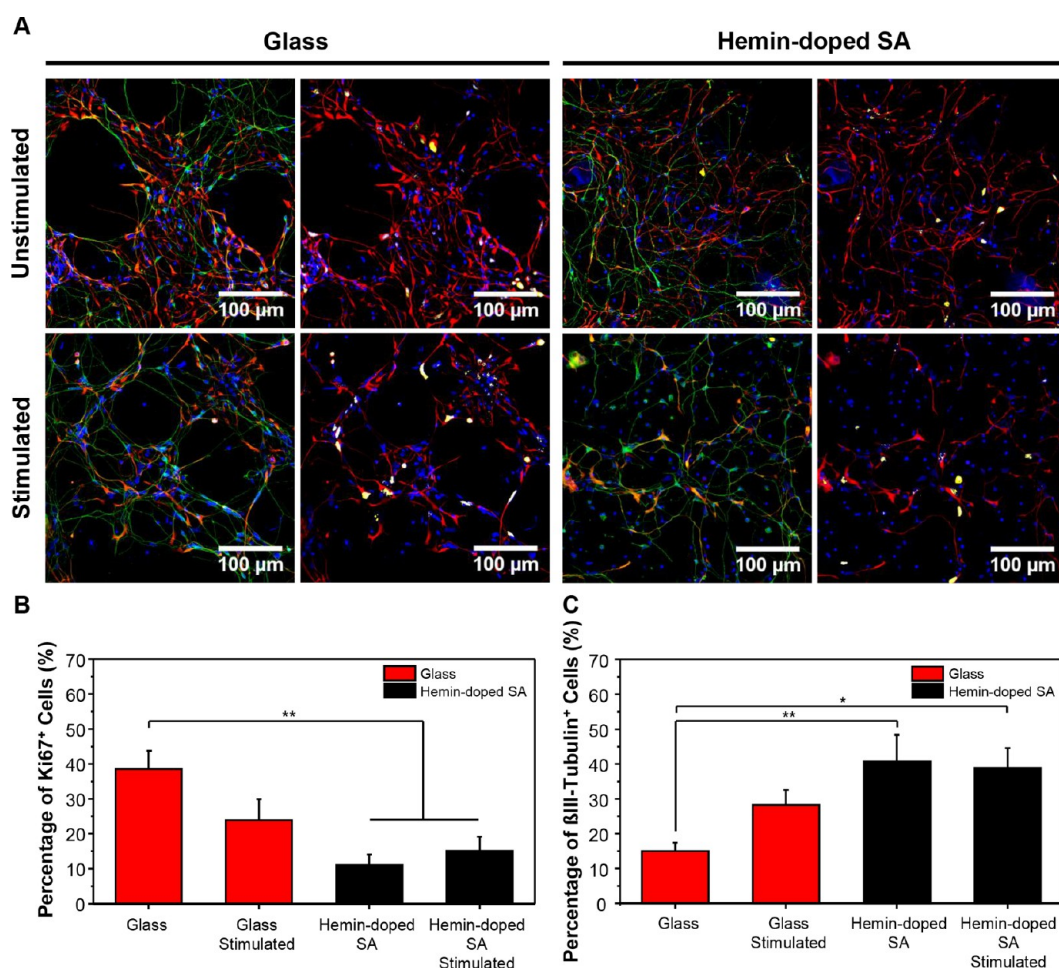 A
Glass
Hemin-doped SA
Unstimulated
100 µm
100 µm
100 µm
100 µm
Stimulated
100 µm
100 µm
100 µm
100 µm
B
Percentage of Ki67+ Cells (%)
70
60
50
40
30
20
10
0
Glass
Hemin-doped SA
**
Glass
Glass
Stimulated
Hemin-doped
SA
Hemin-doped
SA
Stimulated
C
Percentage of ßIII-Tubulin+ Cells (%)
70
60
50
40
30
20
10
0
Glass
Hemin-doped SA
*
**
Glass
Glass
Stimulated
Hemin-doped
SA
Hemin-doped
SA
Stimulated